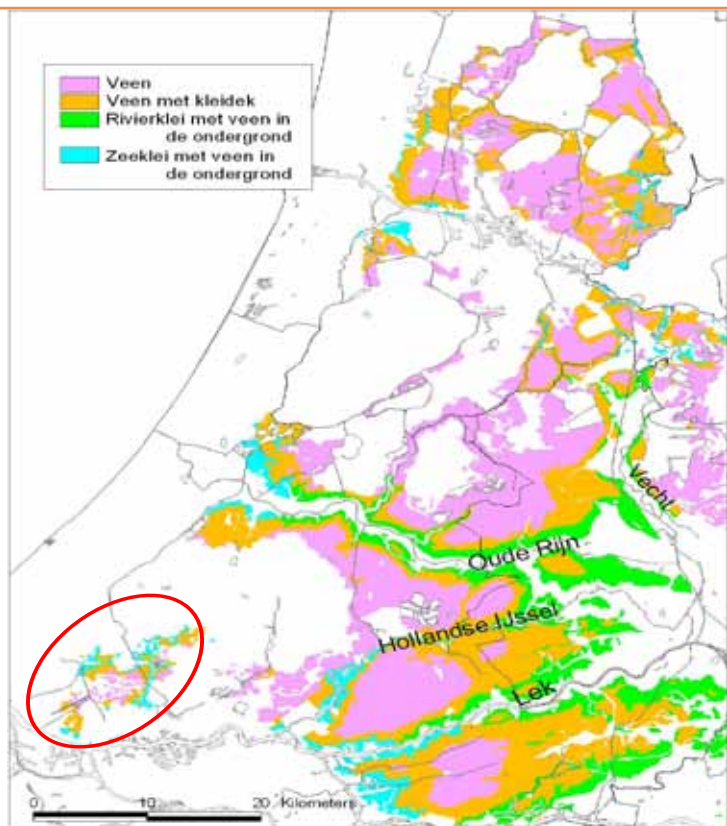 Veen
Veen met kleidek
Rivierklei met veen in
de ondergrond
Zeeklei met veen in
de ondergrond
Vecht
Oude Rijn
Hollandse IJssel
Lek
0 10 20 Kilometers